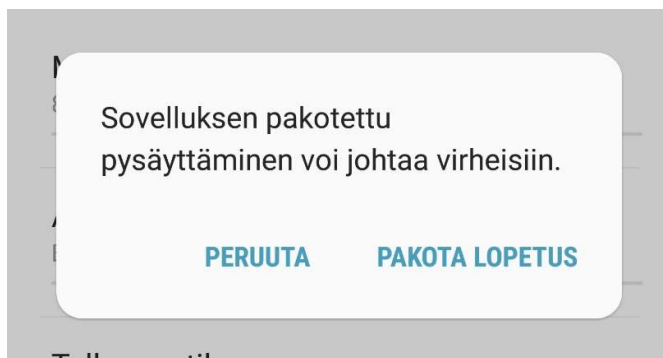 Sovelluksen pakotettu
pysäyttäminen voi johtaa virheisiin.
PERUUTA PAKOTA LOPETUS